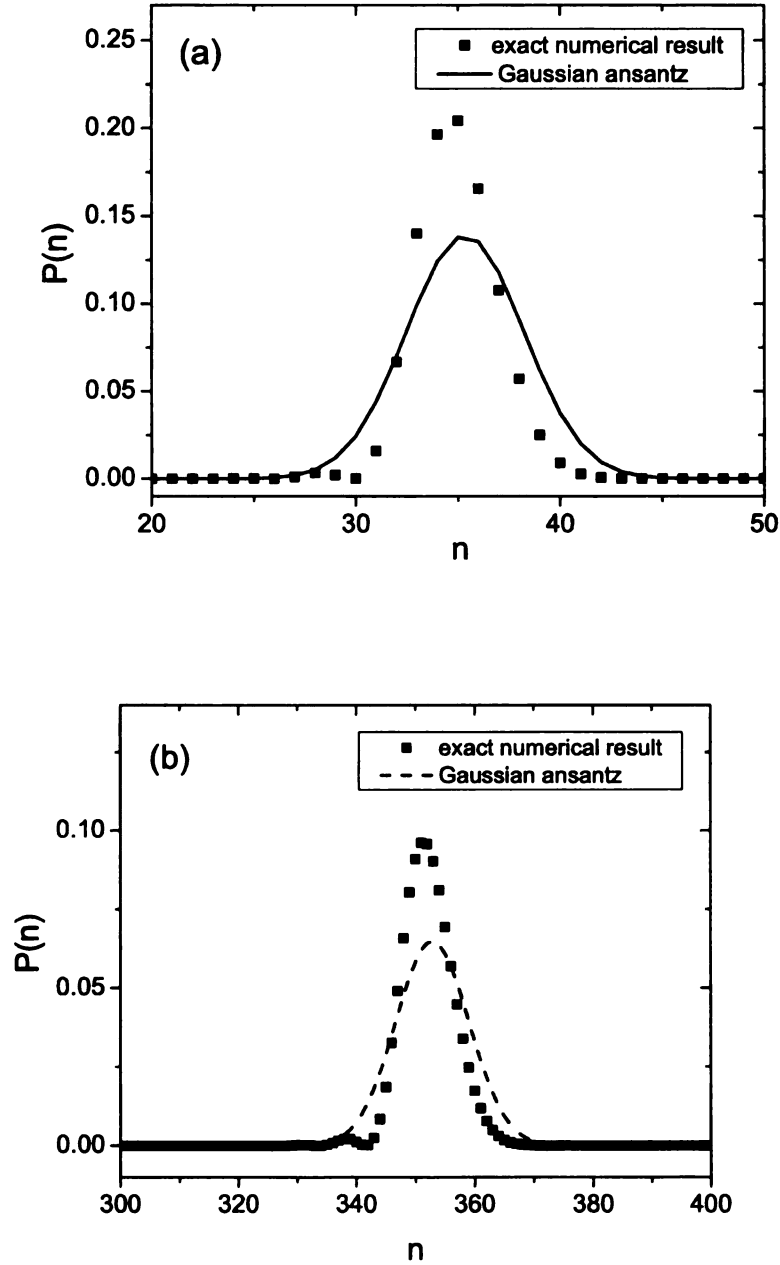 (a)
exact numerical result
Gaussian ansantz
0.25
0.20
0.15
0.10
0.05
0.00
P(n)
20
30
40
50
n
(b)
exact numerical result
Gaussian ansantz
0.10
0.05
0.00
P(n)
300
320
340
360
380
400
n